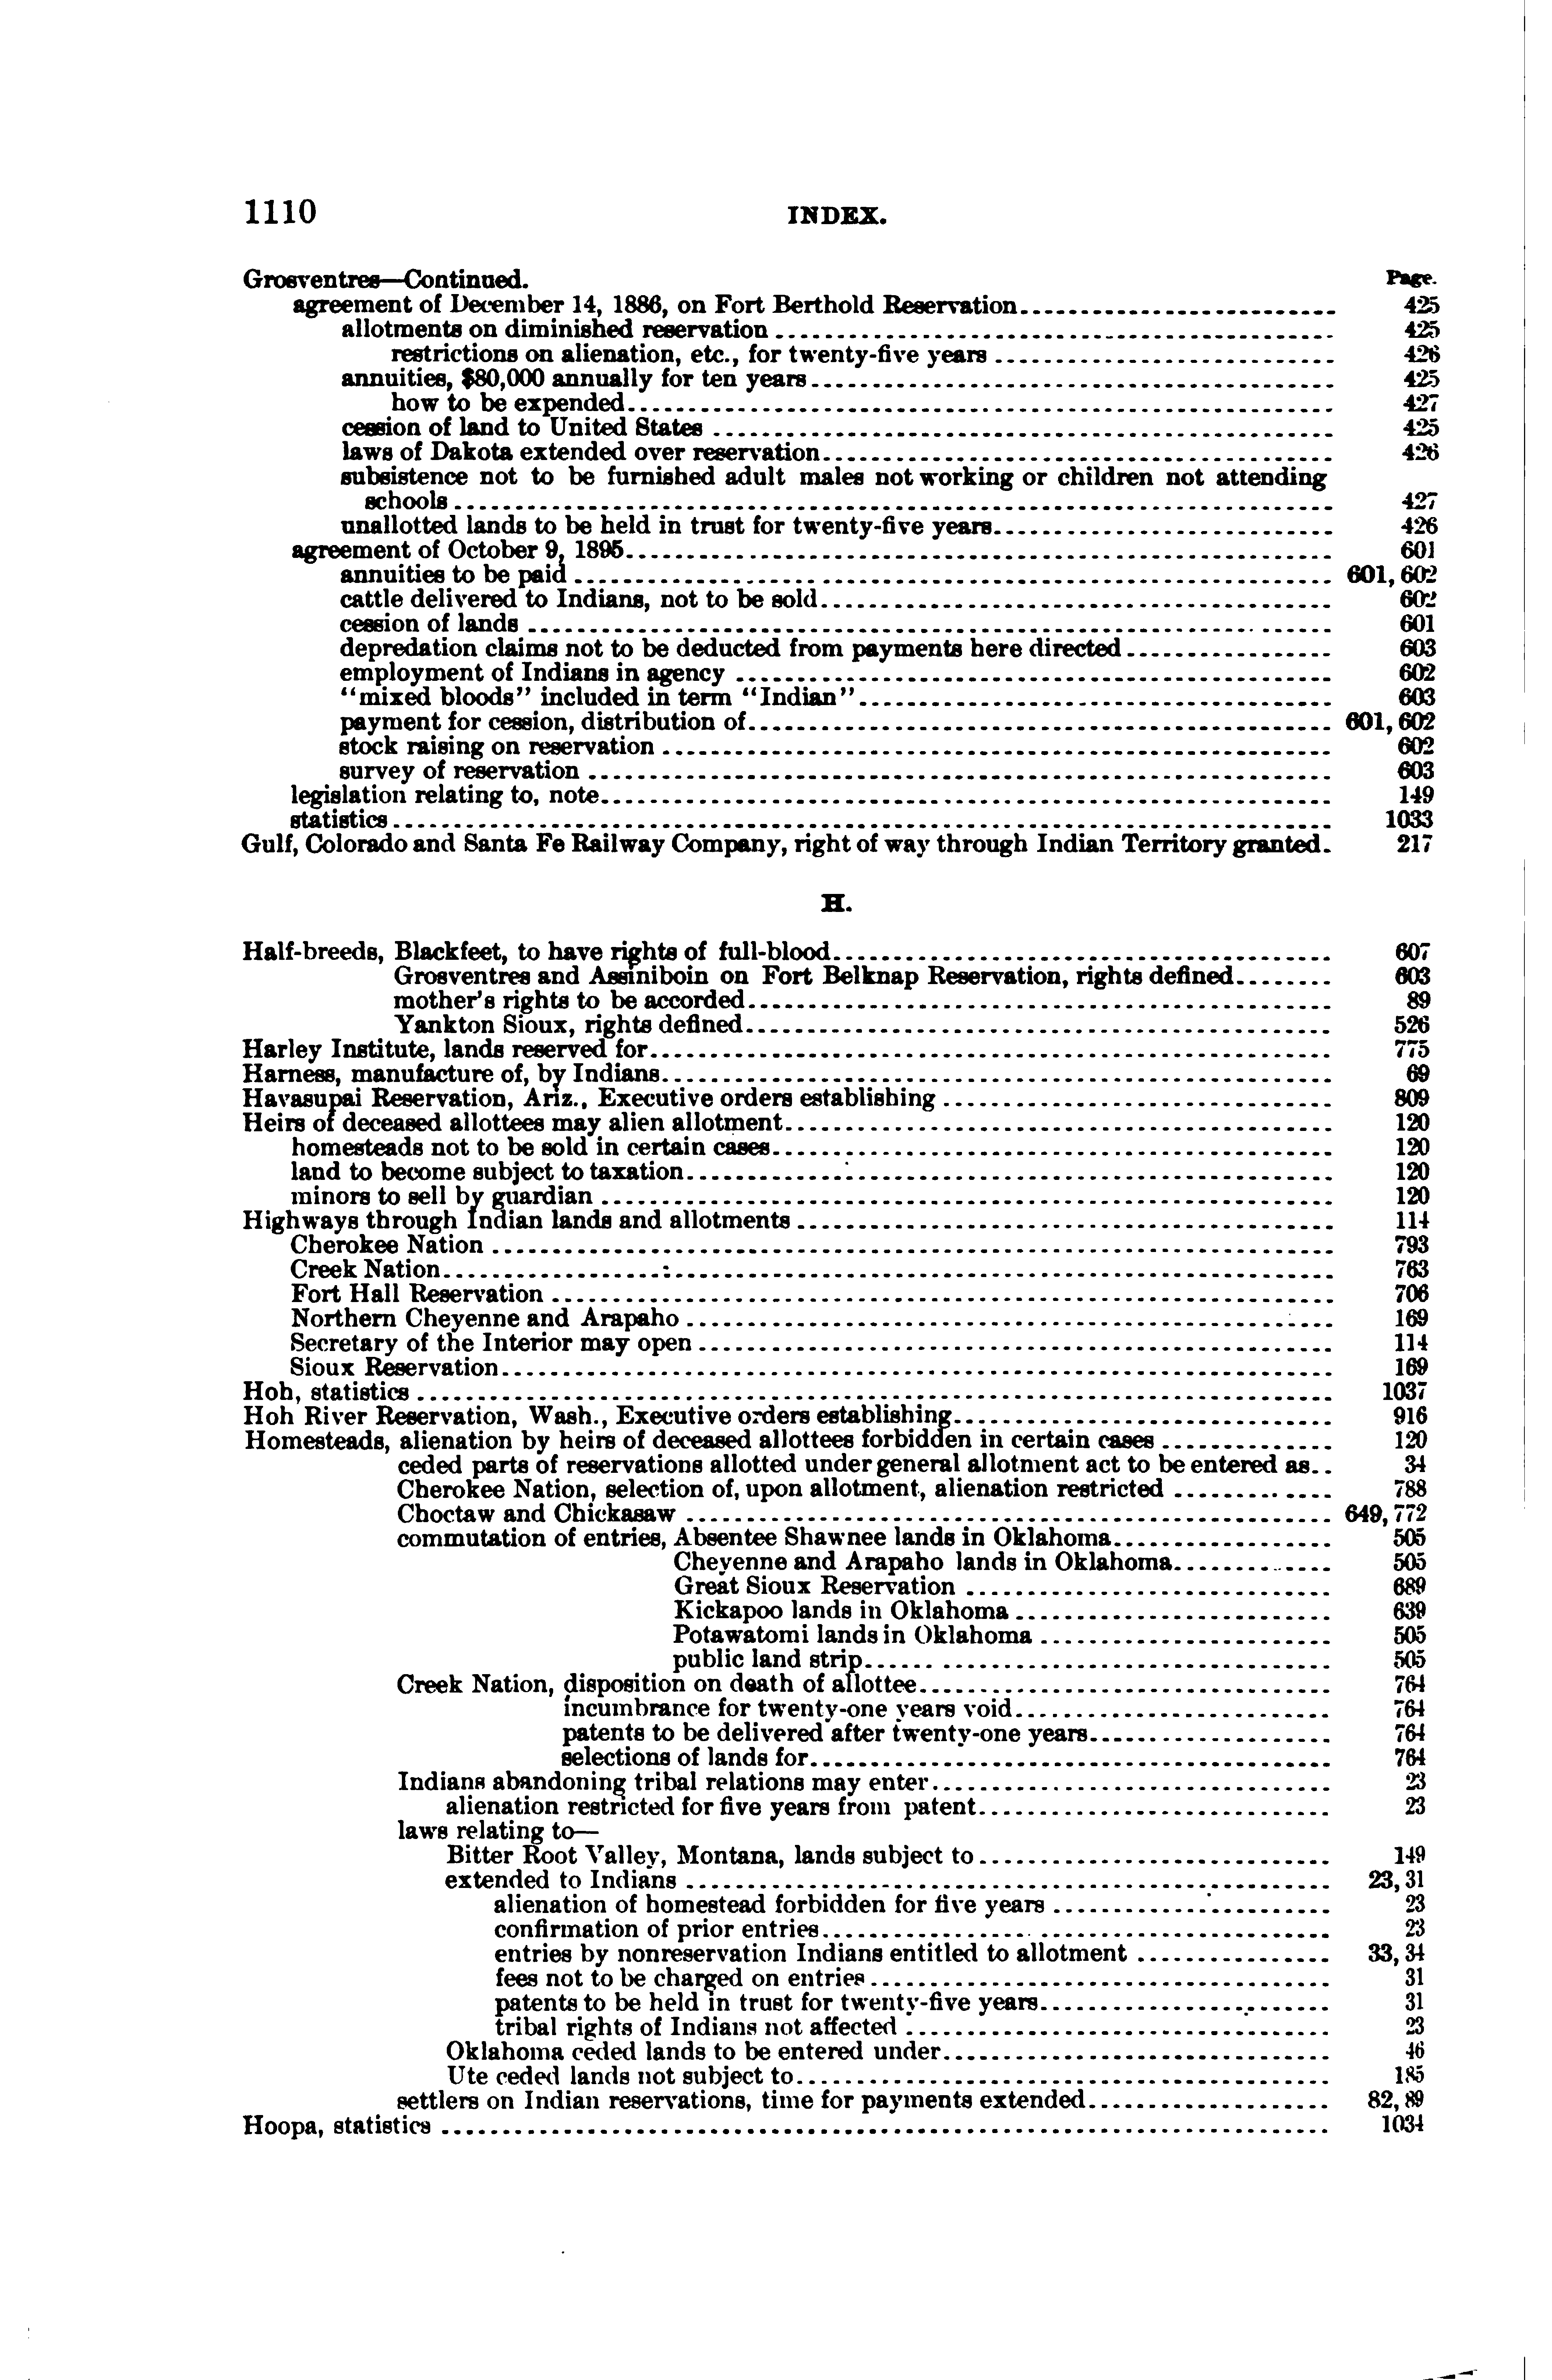 1110 INDEX.
Grosventres—Continued. Page.
agreement of December 14, 1886, on Fort Berthold Reservation 425
allotments on diminished reservation 425
restrictions on alienation, etc., for twenty-five years 426
annuities, $80,000 annually for ten years 425
how to be expended 427
cession of land to United States 425
laws of Dakota extended over reservation 426
subsistence not to be furnished adult males not working or children not attending
schools 427
unallotted lands to be held in trust for twenty-five years 426
agreement of October 9, 1895 601
annuities to be paid 601, 602
cattle delivered to Indians, not to be sold 602
cession of lands 601
depredation claims not to be deducted from payments here directed 603
employment of Indians in agency 602
"mixed bloods" included in term "Indian" 603
payment for cession, distribution of 601, 602
stock raising on reservation 602
survey of reservation 603
legislation relating to, note 149
statistics 1033
Gulf, Colorado and Santa Fe Railway Company, right of way through Indian Territory granted. 217
H.
Half-breeds, Blackfeet, to have rights of full-blood 607
Grosventres and Assiniboin on Fort Belknap Reservation, rights defined 603
mother's rights to be accorded 89
Yankton Sioux, rights defined 526
Harley Institute, lands reserved for 775
Harness, manufacture of, by Indians 69
Havasupai Reservation, Ariz., Executive orders establishing 809
Heirs of deceased allottees may alien allotment 120
homesteads not to be sold in certain cases 120
land to become subject to taxation 120
minors to sell by guardian 120
Highways through Indian lands and allotments 114
Cherokee Nation 793
Creek Nation 763
Fort Hall Reservation 706
Northern Cheyenne and Arapaho 169
Secretary of the Interior may open 114
Sioux Reservation 169
Hoh, statistics 1037
Hoh River Reservation, Wash., Executive orders establishing 916
Homesteads, alienation by heirs of deceased allottees forbidden in certain cases 120
ceded parts of reservations allotted under general allotment act to be entered as 34
Cherokee Nation, selection of, upon allotment, alienation restricted 788
Choctaw and Chickasaw 649, 772
commutation of entries, Absentee Shawnee lands in Oklahoma 505
Cheyenne and Arapaho lands in Oklahoma 505
Great Sioux Reservation 689
Kickapoo lands in Oklahoma 639
Potawatomi lands in Oklahoma 505
public land strip 505
Creek Nation, disposition on death of allottee 764
incumbrance for twenty-one years void 764
patents to be delivered after twenty-one years 764
selections of lands for 764
Indians abandoning tribal relations may enter 23
alienation restricted for five years from patent 23
laws relating to—
Bitter Root Valley, Montana, lands subject to 149
extended to Indians 23, 31
alienation of homestead forbidden for five years 23
confirmation of prior entries 23
entries by nonreservation Indians entitled to allotment 33, 34
fees not to be charged on entries 31
patents to be held in trust for twenty-five years 31
tribal rights of Indians not affected 23
Oklahoma ceded lands to be entered under 46
Ute ceded lands not subject to 185
settlers on Indian reservations, time for payments extended 82, 89
Hoopa, statistics 1034